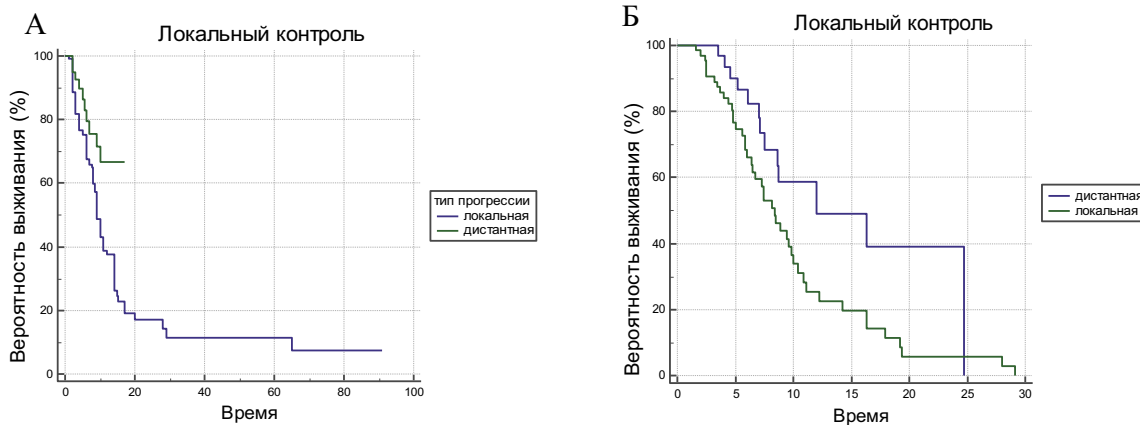 А
Локальный контроль
Вероятность выживания (%)
100
80
60
40
20
0
0 20 40 60 80 100
Время
тип прогрессии
локальная
дистантная
Б
Локальный контроль
Вероятность выживания (%)
100
80
60
40
20
0
0 5 10 15 20 25 30
Время
дистантная
локальная